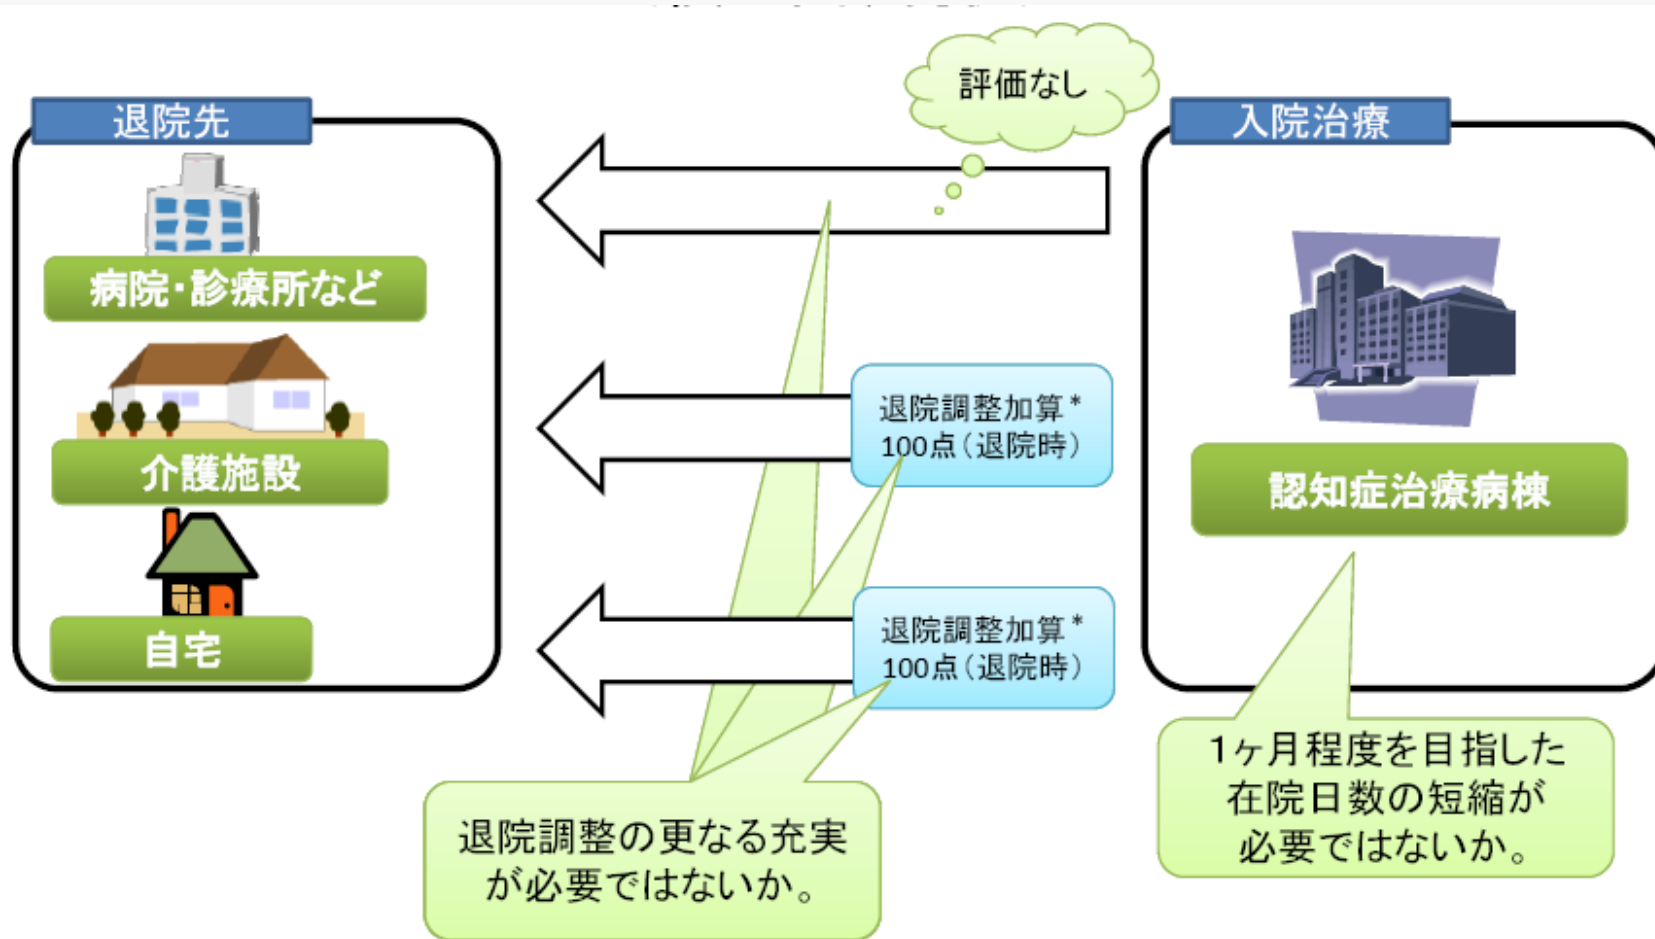 評価なし
退院先
入院治療
病院・診療所など
退院調整加算*
100点（退院時）
介護施設
認知症治療病棟
退院調整加算*
100点（退院時）
自宅
1ヶ月程度を目指した
在院日数の短縮が
必要ではないか。
退院調整の更なる充実
が必要ではないか。